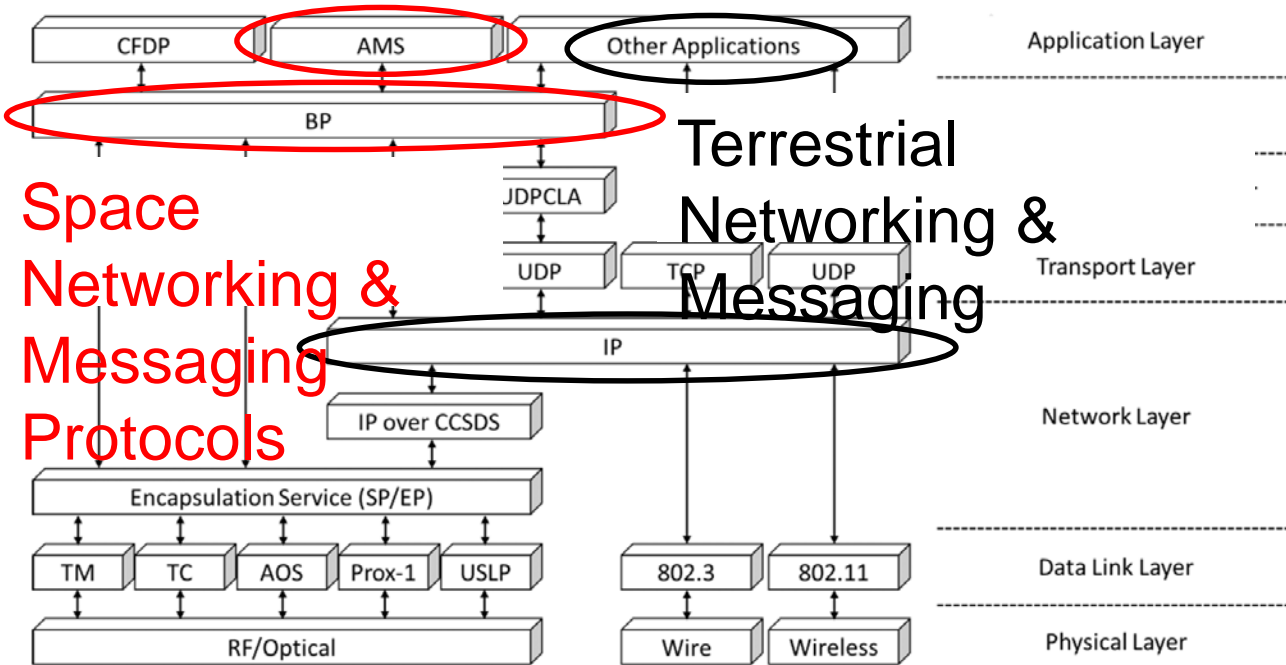 CFDP
AMS
Other Applications
Application Layer
BP
Terrestrial
Networking &
Messaging
Space
Networking &
Messaging
Protocols
UDPCLA
UDP
TCP
UDP
Transport Layer
IP
IP over CCSDS
Network Layer
Encapsulation Service (SP/EP)
TM
TC
AOS
Prox-1
USLP
802.3
802.11
Data Link Layer
RF/Optical
Wire
Wireless
Physical Layer